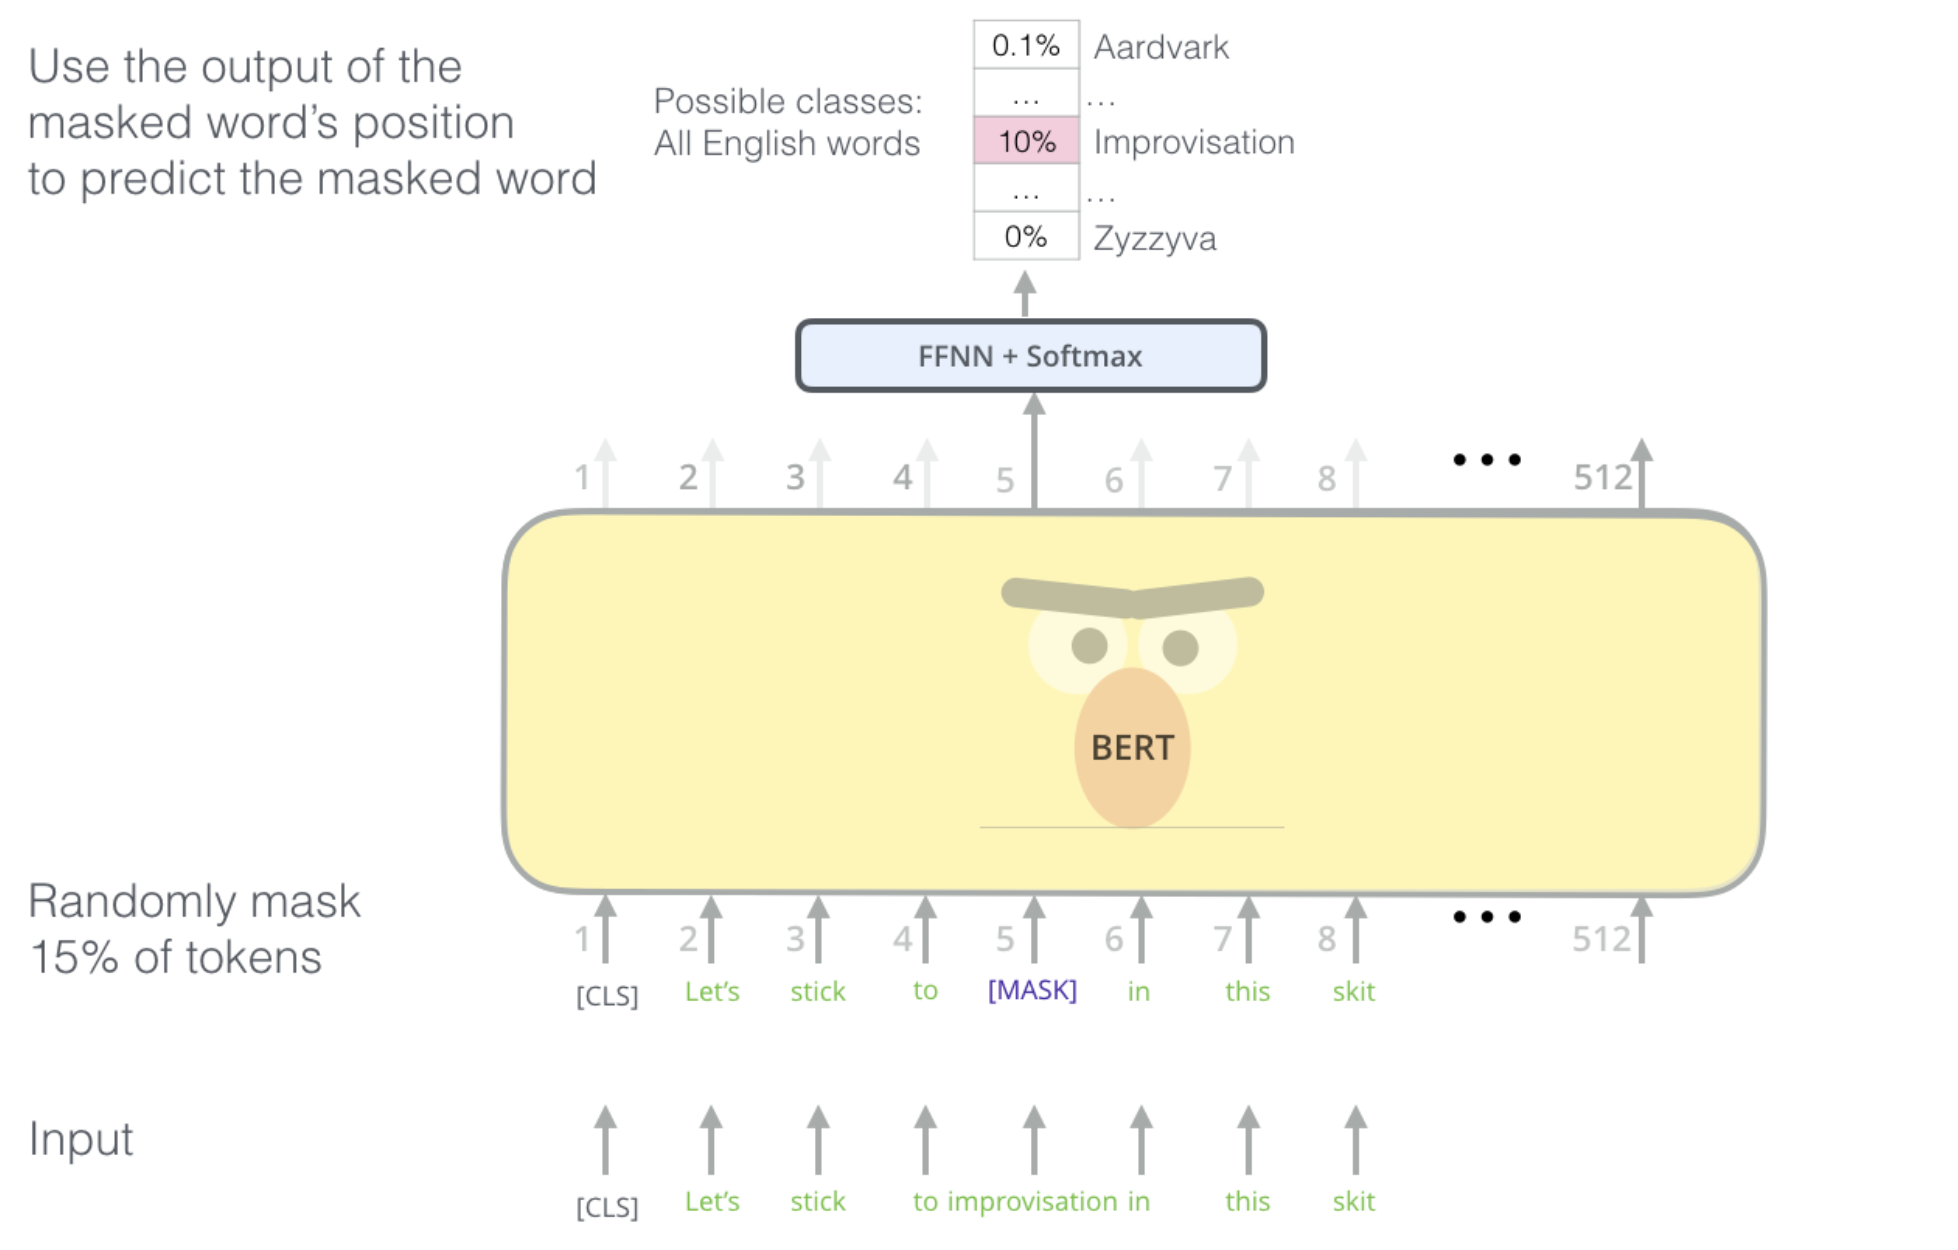 Use the output of the
masked word's position
to predict the masked word
Possible classes:
All English words
0.1% Aardvark
... ...
10% Improvisation
... ...
0% Zyzzyva
FFNN + Softmax
1 2 3 4 5 6 7 8 ... 512
BERT
Randomly mask
15% of tokens
1 2 3 4 5 6 7 8 ... 512
[CLS] Let's stick to [MASK] in this skit
Input
[CLS] Let's stick to improvisation in this skit